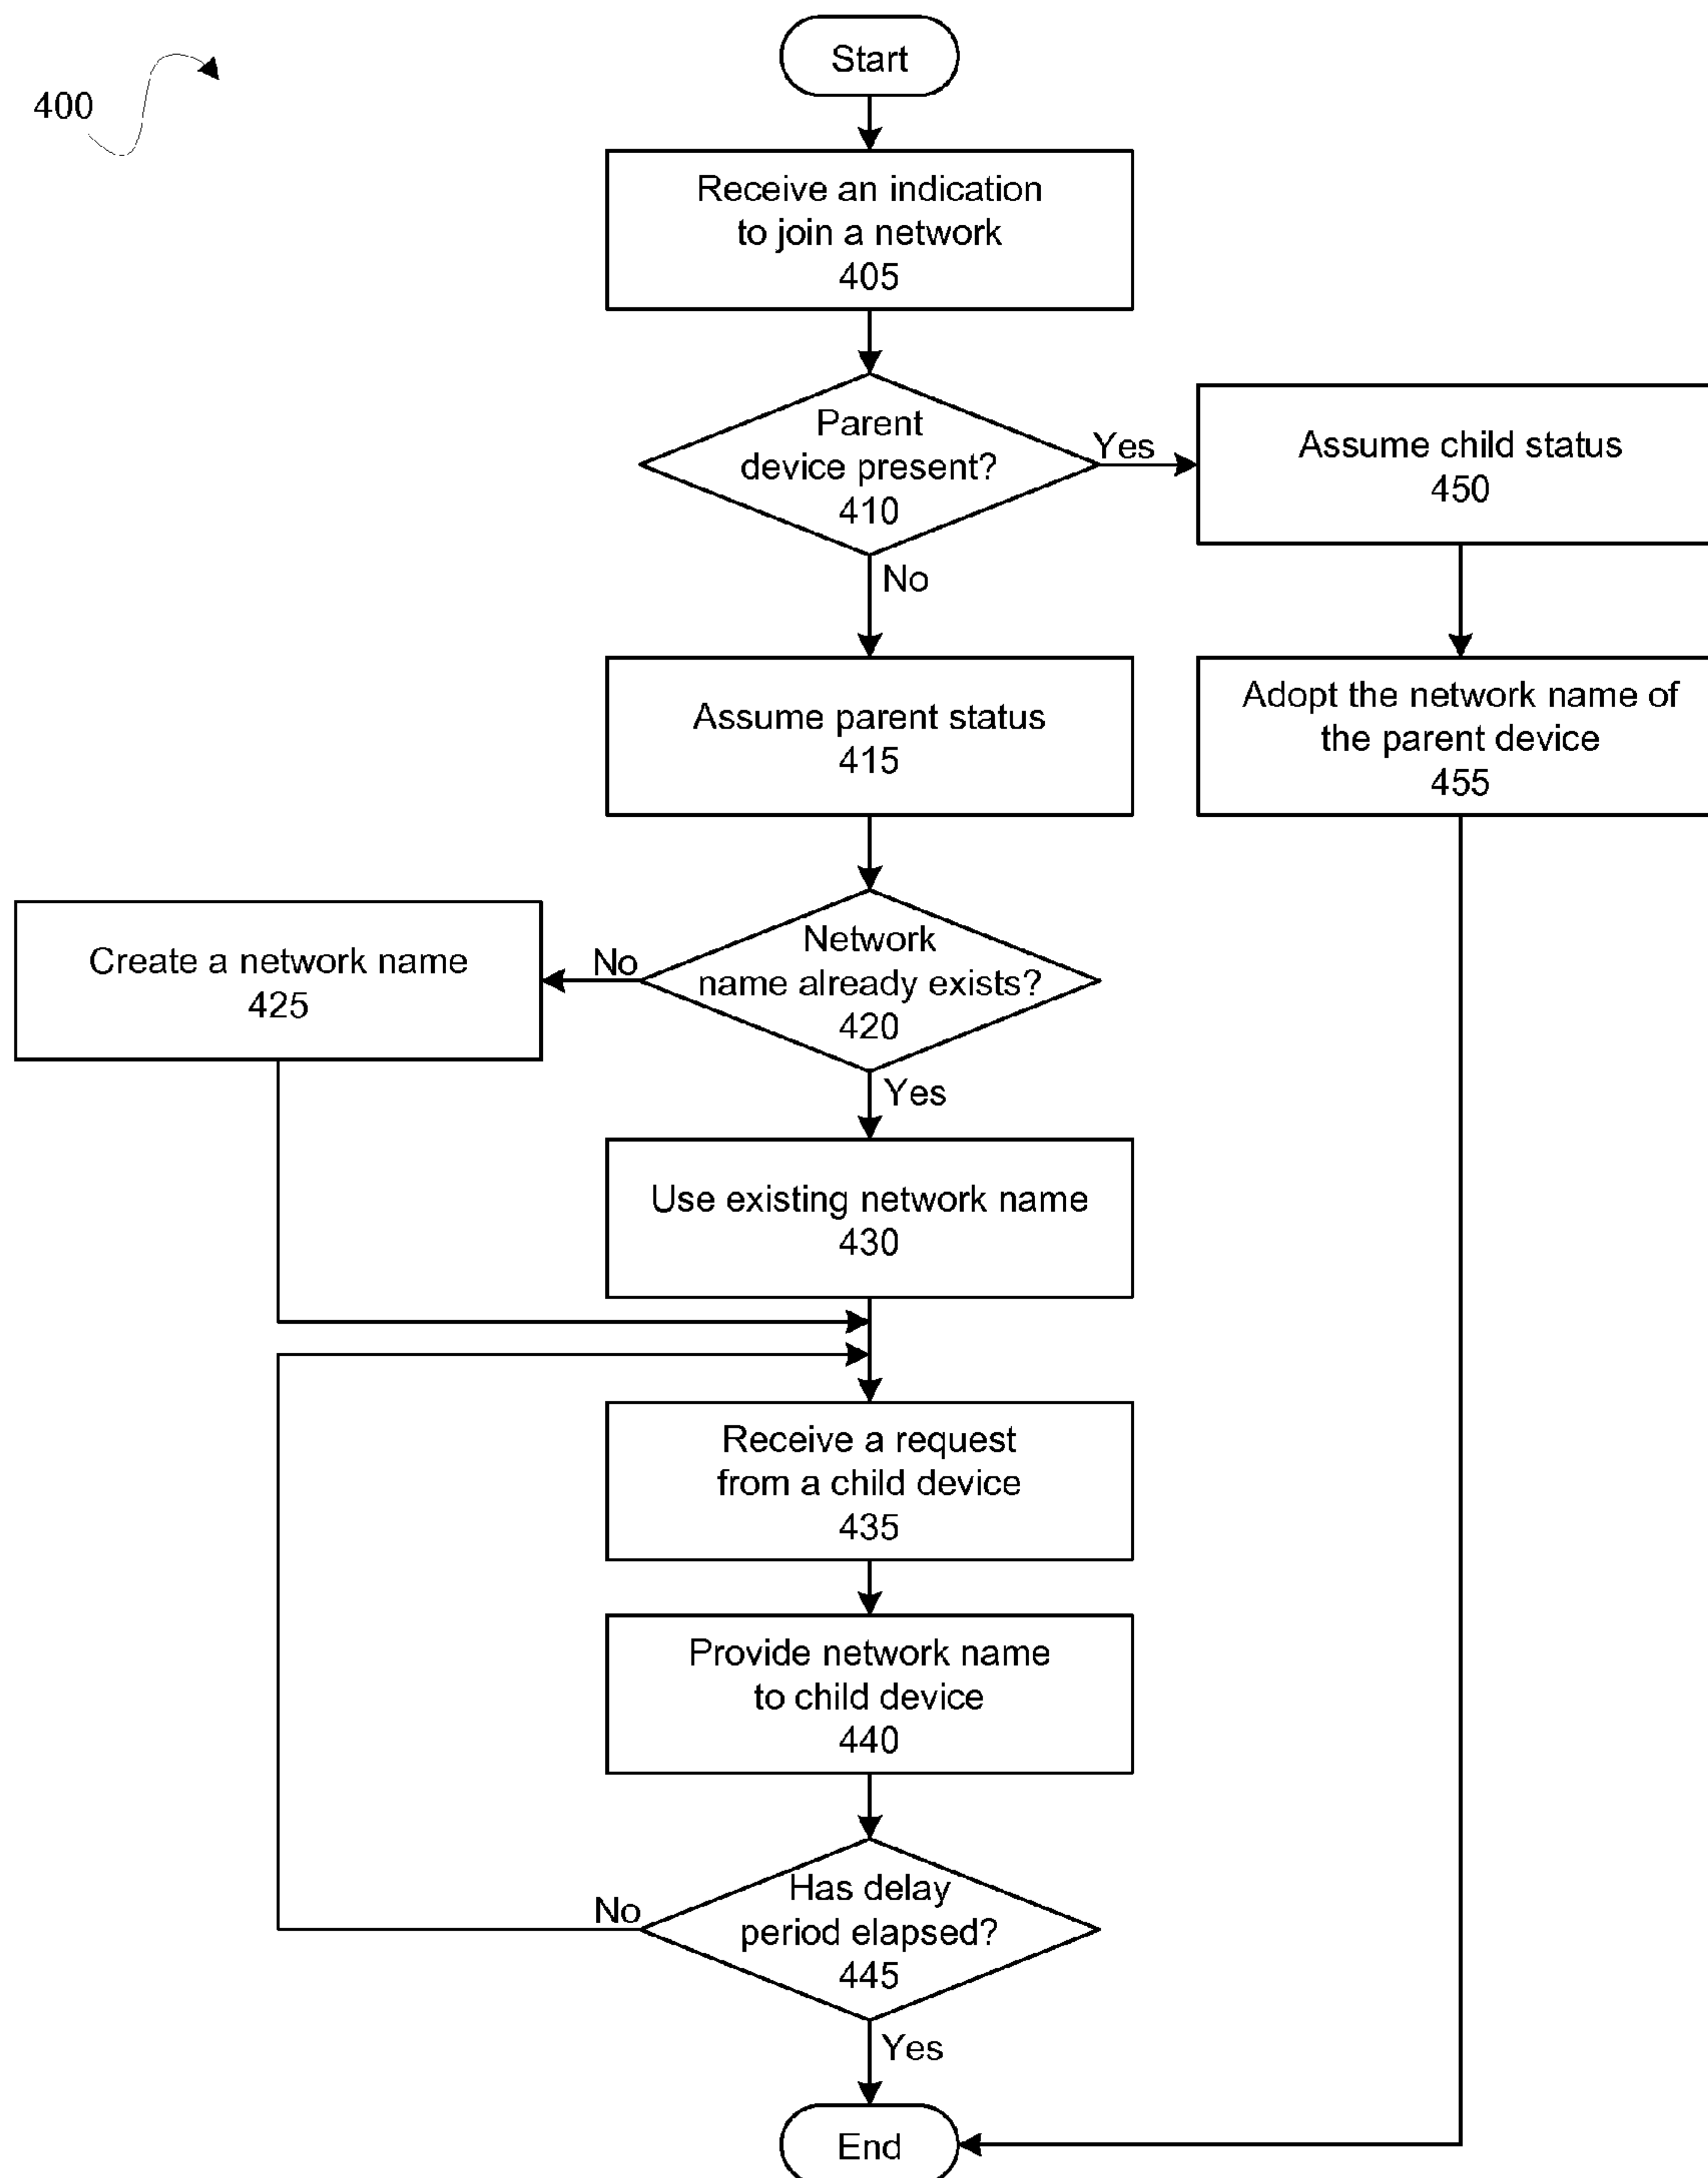 400
Start
Receive an indication
to join a network
405
Parent
device present?
410
Yes
Assume child status
450
No
Assume parent status
415
Adopt the network name of
the parent device
455
Network
name already exists?
420
No
Create a network name
425
Yes
Use existing network name
430
Receive a request
from a child device
435
Provide network name
to child device
440
Has delay
period elapsed?
445
No
Yes
End